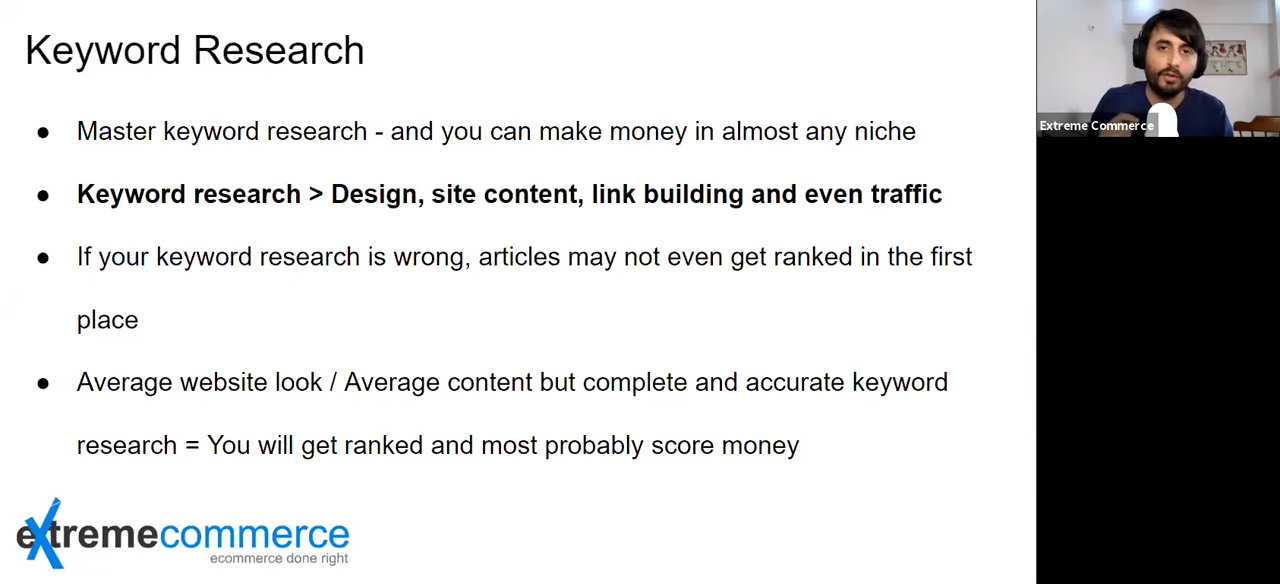 Keyword Research
● Master keyword research - and you can make money in almost any niche
● Keyword research > Design, site content, link building and even traffic
● If your keyword research is wrong, articles may not even get ranked in the first
place
● Average website look / Average content but complete and accurate keyword
research = You will get ranked and most probably score money
extremecommerce
ecommerce done right
Extreme Commerce